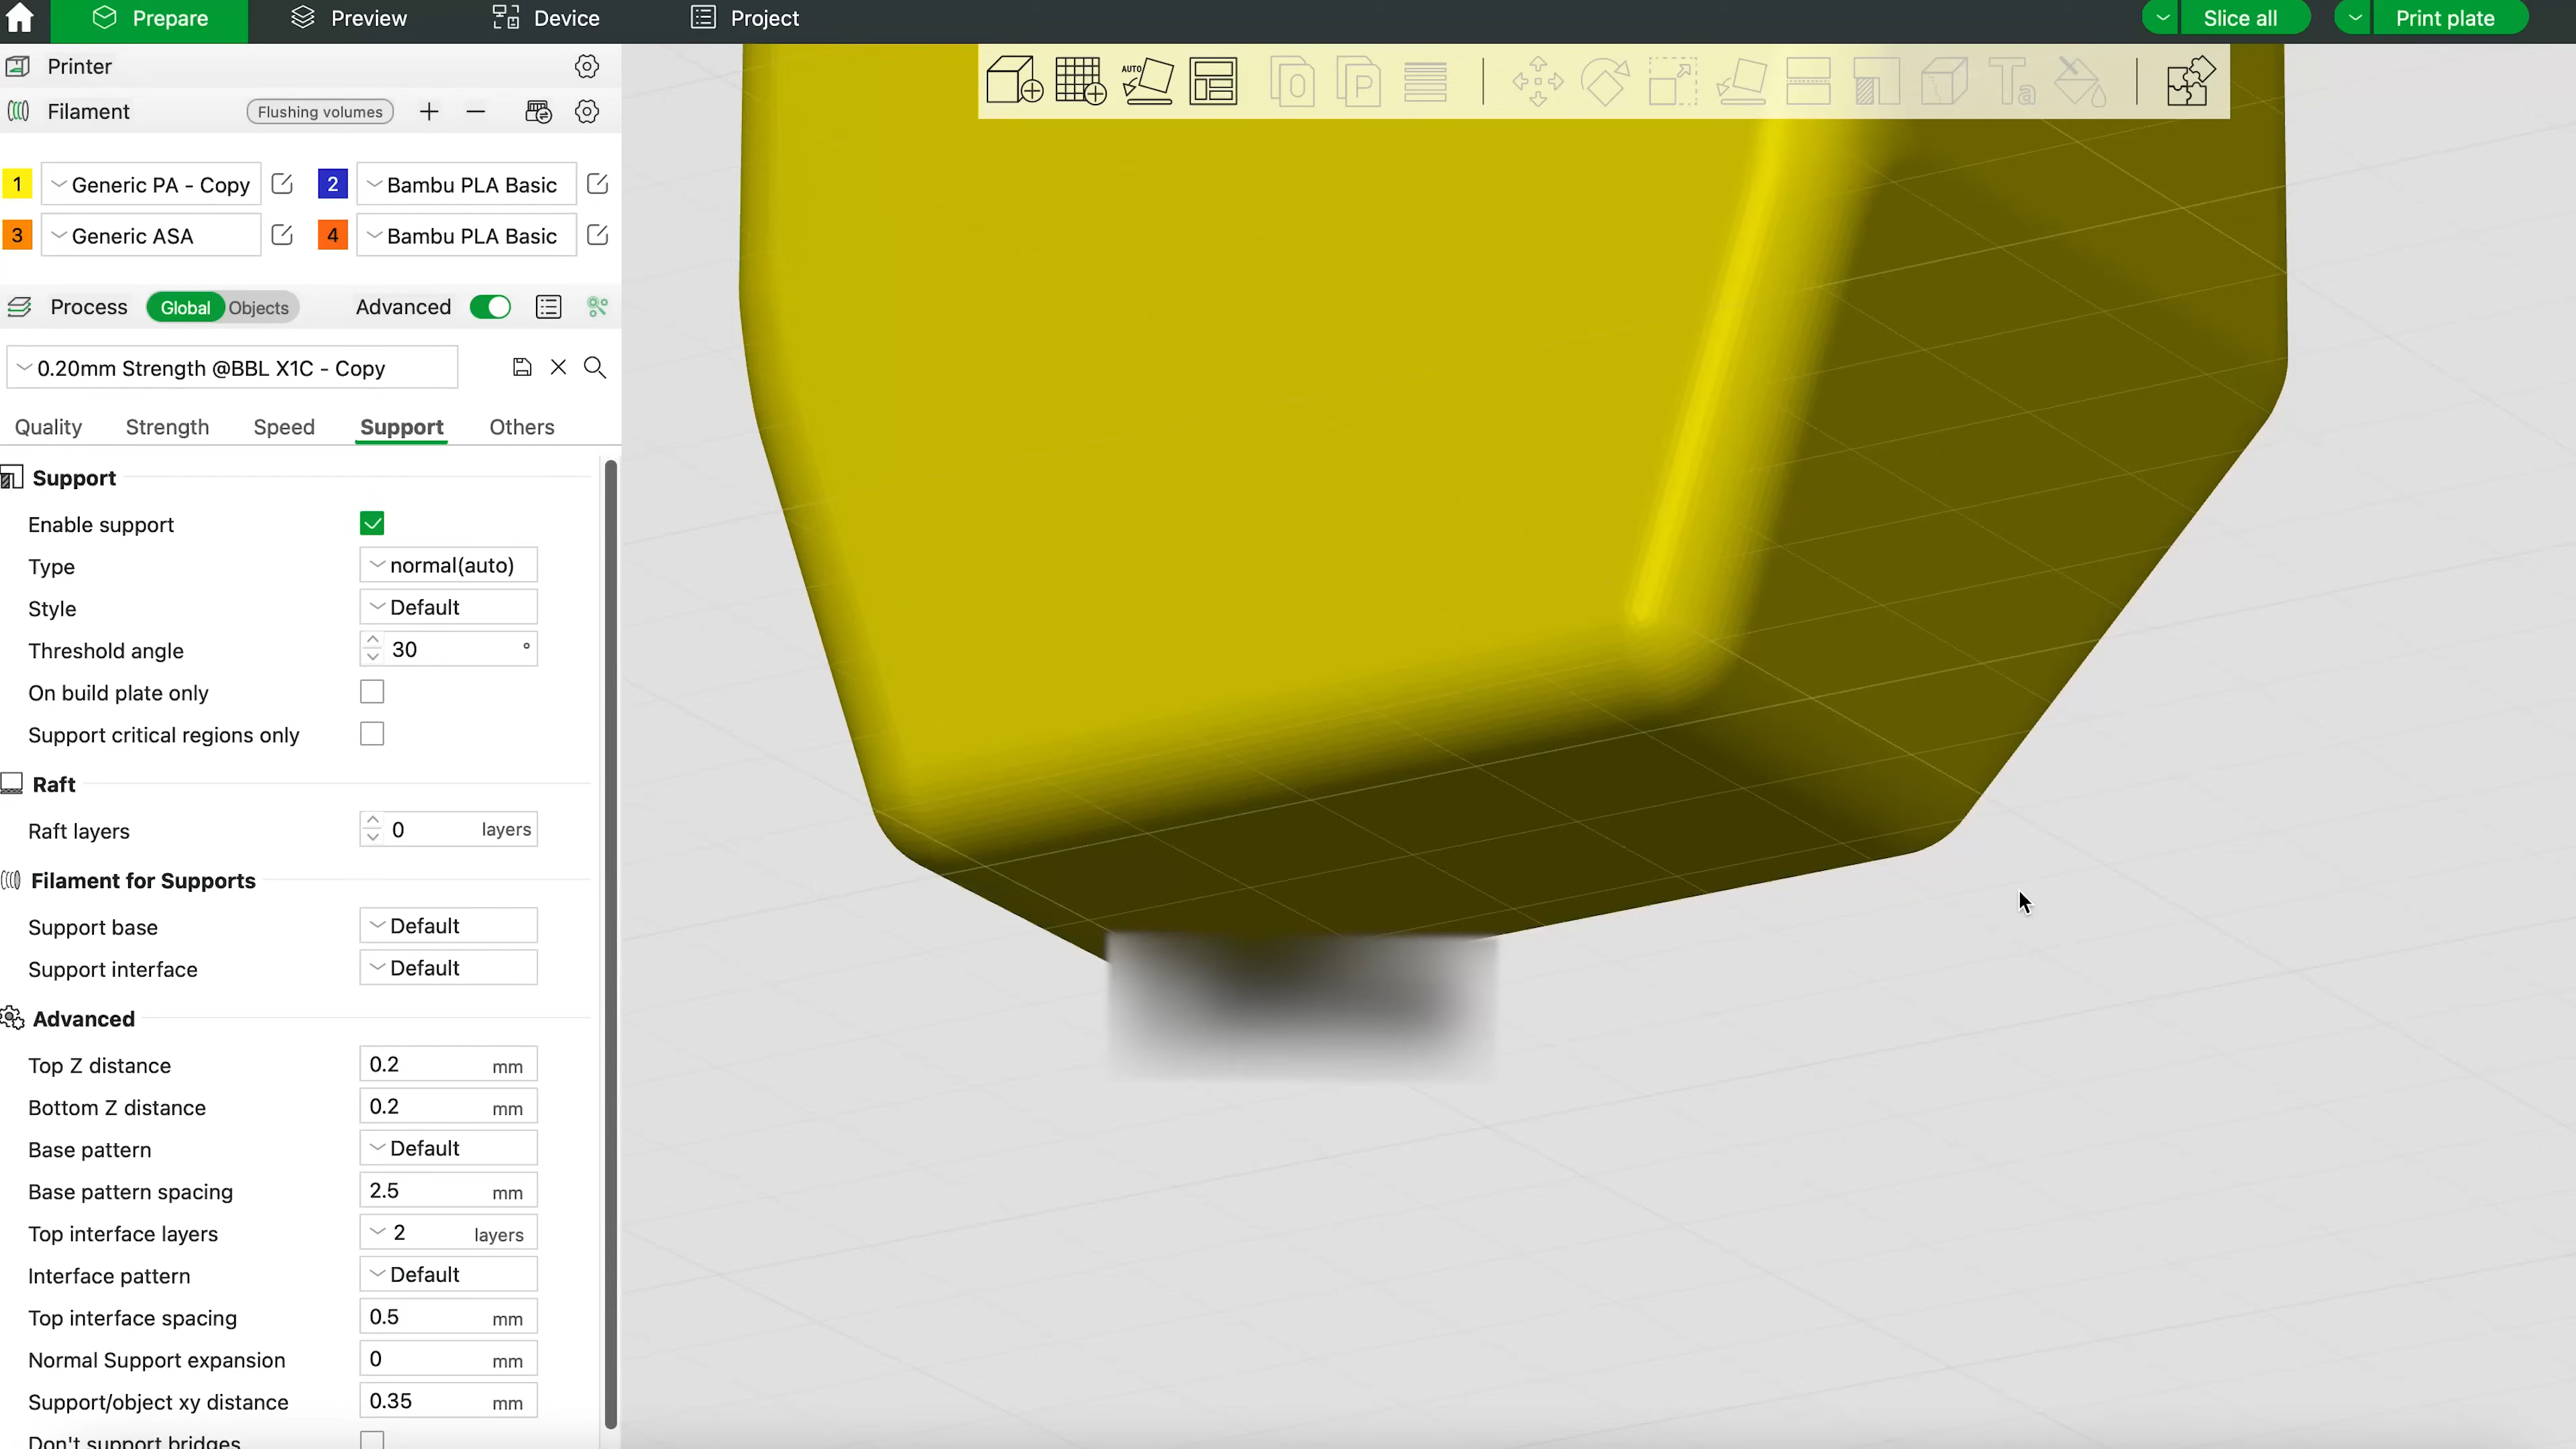 Prepare Preview Device Project Slice all Print plate
Printer
Filament Flushing volumes
AUTO
1 Generic PA - Copy 2 Bambu PLA Basic
3 Generic ASA 4 Bambu PLA Basic
Process Global Objects Advanced
0.20mm Strength @BBL X1C - Copy
Quality Strength Speed Support Others
Support
Enable support
Type normal(auto)
Style Default
Threshold angle 30 °
On build plate only
Support critical regions only
Raft
Raft layers 0 layers
Filament for Supports
Support base Default
Support interface Default
Advanced
Top Z distance 0.2 mm
Bottom Z distance 0.2 mm
Base pattern Default
Base pattern spacing 2.5 mm
Top interface layers 2 layers
Interface pattern Default
Top interface spacing 0.5 mm
Normal Support expansion 0 mm
Support/object xy distance 0.35 mm
Don't support bridges